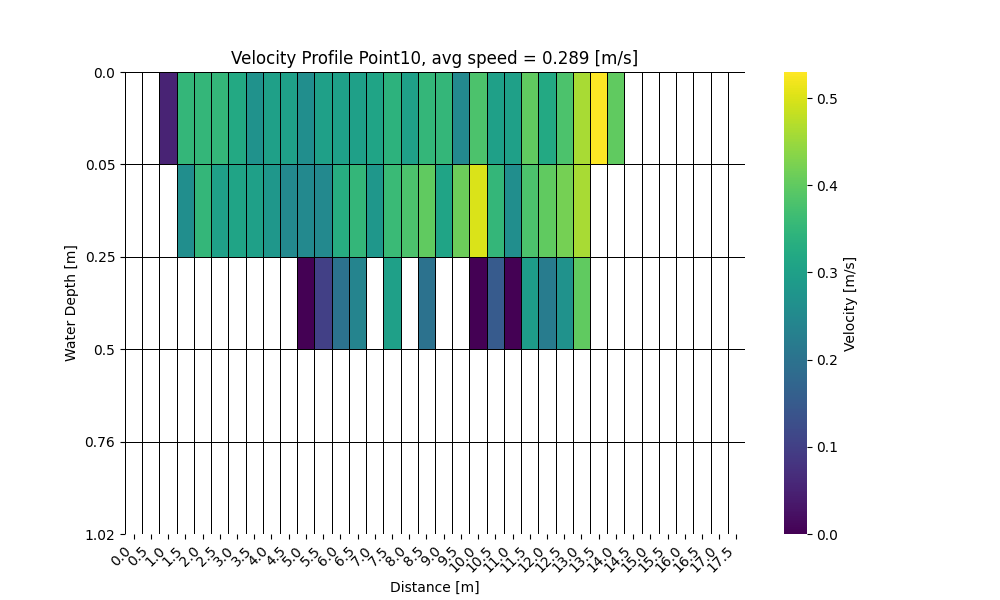 Velocity Profile Point10, avg speed = 0.289 [m/s]
0.0
0.05
0.25
0.5
0.76
1.02
Water Depth [m]
0.0 0.5 1.0 1.5 2.0 2.5 3.0 3.5 4.0 4.5 5.0 5.5 6.0 6.5 7.0 7.5 8.0 8.5 9.0 9.5 10.0 10.5 11.0 11.5 12.0 12.5 13.0 13.5 14.0 14.5 15.0 15.5 16.0 16.5 17.0 17.5
Distance [m]
0.5
0.4
0.3
0.2
0.1
0.0
Velocity [m/s]